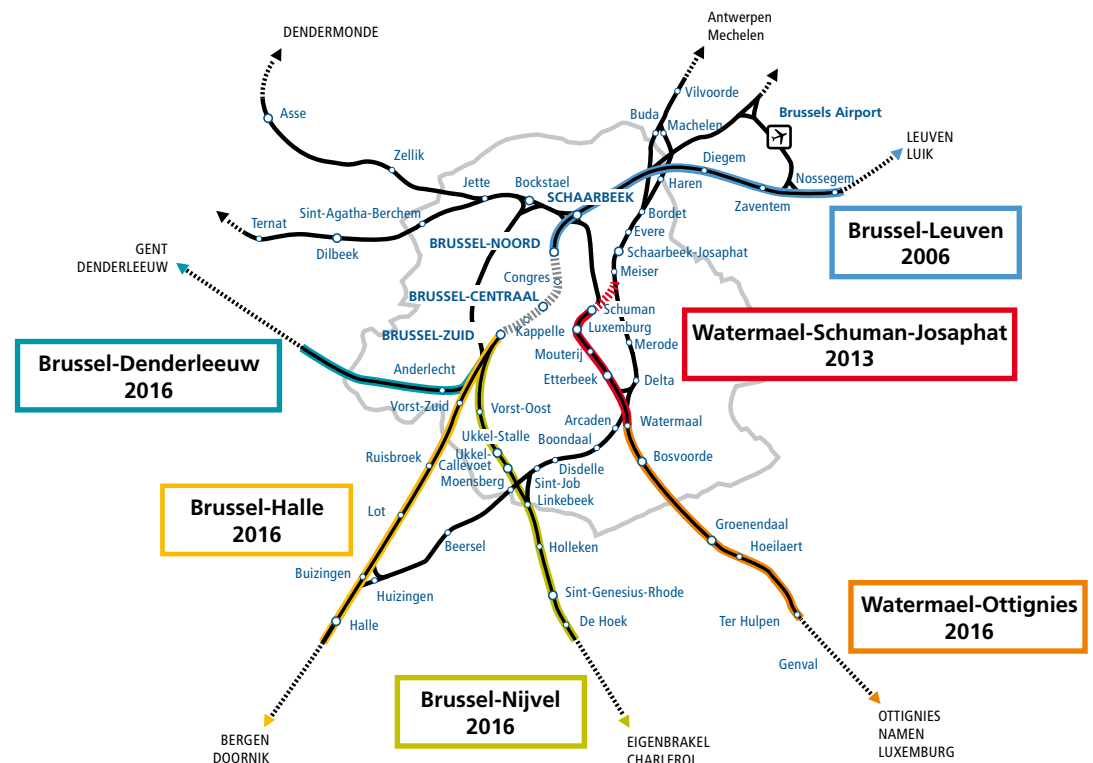 DENDERMONDE
Antwerpen
Mechelen
Asse
Vilvoorde
Buda
Machelen
Brussels Airport
LEUVEN
LUIK
Zellik
Diegem
Jette
Bockstael
Haren
Nossegem
SCHAARBEEK
Zaventem
Sint-Agatha-Berchem
Bordet
Ternat
Evere
Dilbeek
BRUSSEL-NOORD
Schaarbeek-Josaphat
Brussel-Leuven
2006
GENT
DENDERLEEUW
Congres
Meiser
BRUSSEL-CENTRAAL
Schuman
Kappelle
Luxemburg
BRUSSEL-ZUID
Watermael-Schuman-Josaphat
2013
Merode
Mouterij
Brussel-Denderleeuw
2016
Anderlecht
Etterbeek
Delta
Vorst-Zuid
Vorst-Oost
Arcaden
Watermaal
Ukkel-Stalle
Boondaal
Ruisbroek
Ukkel-
Callevoet
Bosvoorde
Disdelle
Moensberg
Sint-Job
Linkebeek
Brussel-Halle
2016
Lot
Groenendaal
Beersel
Holleken
Hoeilaert
Buizingen
Huizingen
Sint-Genesius-Rhode
Watermael-Ottignies
2016
Halle
De Hoek
Ter Hulpen
Genval
Brussel-Nijvel
2016
BERGEN
DOORNIK
EIGENBRAKEL
CHARLEROI
OTTIGNIES
NAMEN
LUXEMBURG